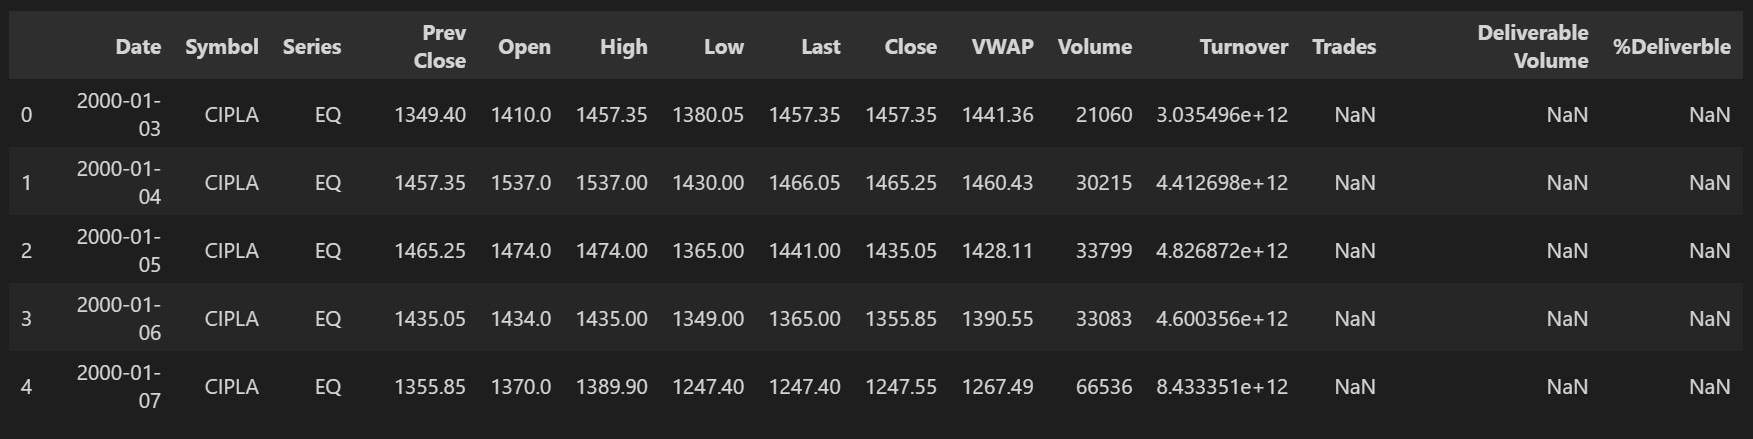 Date Symbol Series Prev Close Open High Low Last Close VWAP Volume Turnover Trades Deliverable Volume %Deliverble
0 2000-01-03 CIPLA EQ 1349.40 1410.0 1457.35 1380.05 1457.35 1457.35 1441.36 21060 3.035496e+12 NaN NaN NaN
1 2000-01-04 CIPLA EQ 1457.35 1537.0 1537.00 1430.00 1466.05 1465.25 1460.43 30215 4.412698e+12 NaN NaN NaN
2 2000-01-05 CIPLA EQ 1465.25 1474.0 1474.00 1365.00 1441.00 1435.05 1428.11 33799 4.826872e+12 NaN NaN NaN
3 2000-01-06 CIPLA EQ 1435.05 1434.0 1435.00 1349.00 1365.00 1355.85 1390.55 33083 4.600356e+12 NaN NaN NaN
4 2000-01-07 CIPLA EQ 1355.85 1370.0 1389.90 1247.40 1247.40 1247.55 1267.49 66536 8.433351e+12 NaN NaN NaN